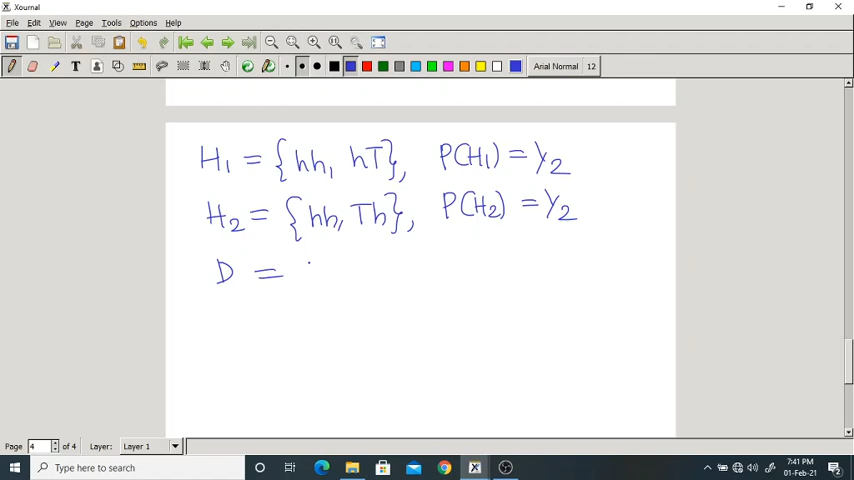 Xournal
File Edit View Page Tools Options Help
Arial Normal 12
H1 = {hh, hT}, P(H1) = 1/2
H2 = {hh, Th}, P(H2) = 1/2
D =
Page 4 of 4 Layer: Layer 1
Type here to search
7:41 PM
01-Feb-21
2